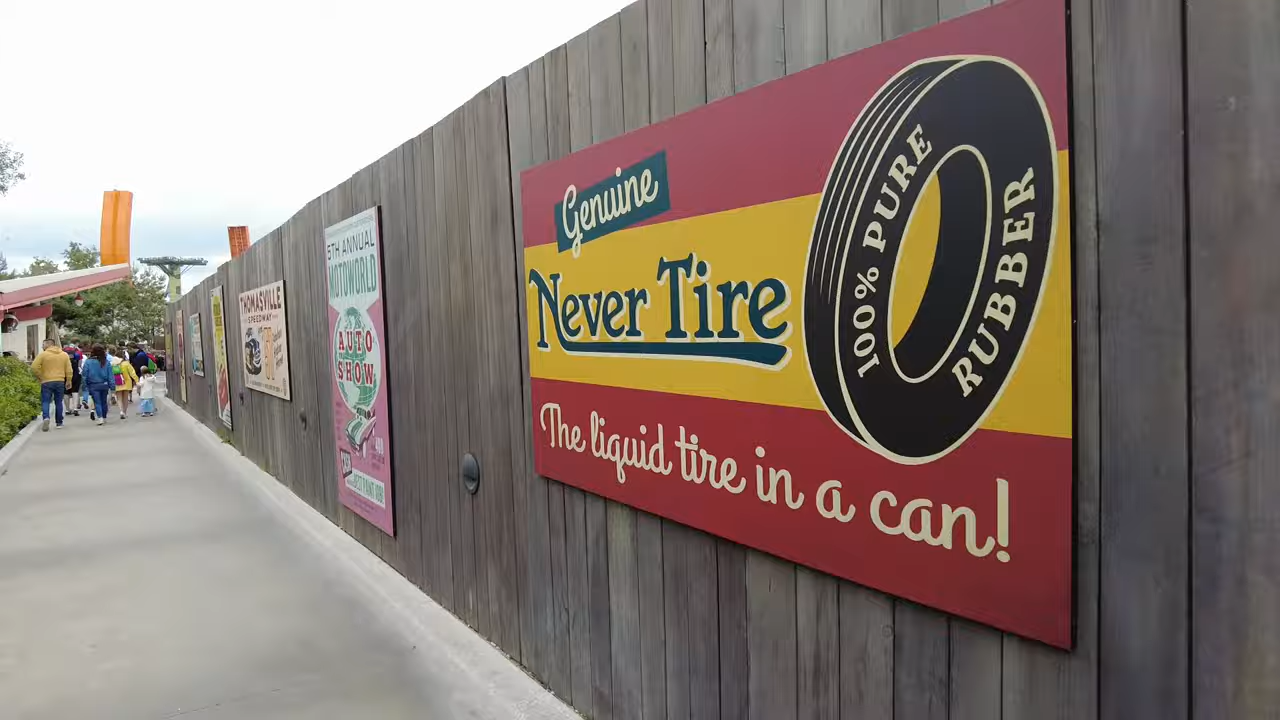 Genuine
Never Tire
The liquid tire in a can!
100% PURE
RUBBER
5TH ANNUAL
MOTOWORLD
AUTO
SHOW
THOMASVILLE
SPEEDWAY